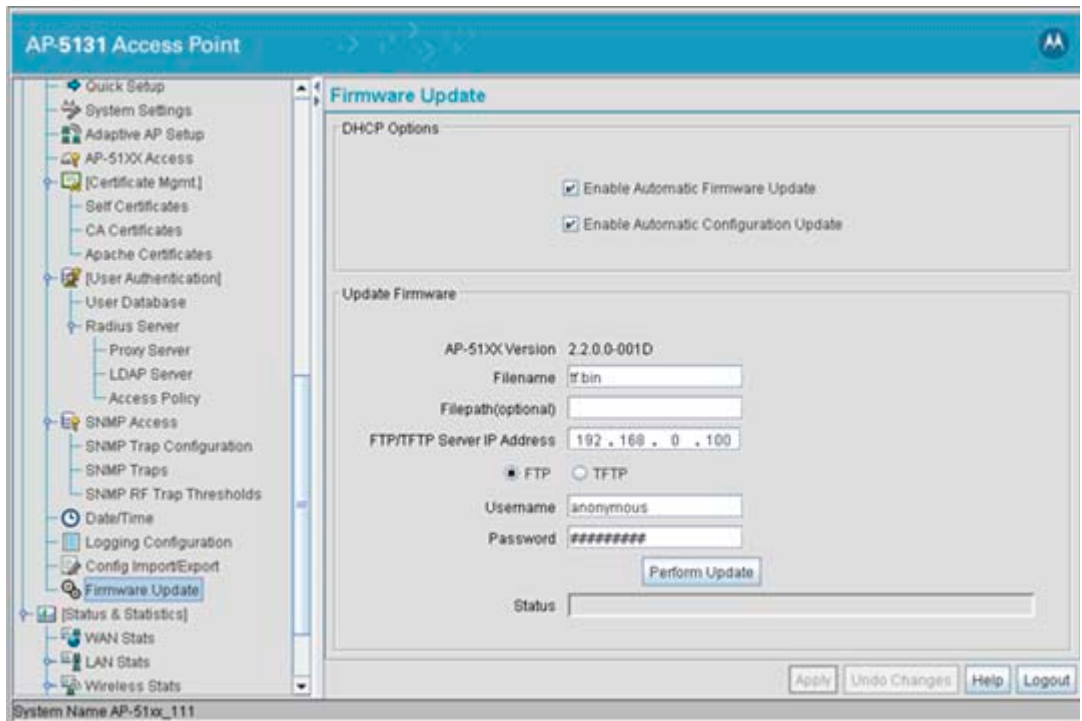 AP-5131 Access Point
Quick Setup
System Settings
Adaptive AP Setup
AP-51XX Access
[Certificate Mgmt.]
Self Certificates
CA Certificates
Apache Certificates
[User Authentication]
User Database
Radius Server
Proxy Server
LDAP Server
Access Policy
SNMP Access
SNMP Trap Configuration
SNMP Traps
SNMP RF Trap Thresholds
Date/Time
Logging Configuration
Config Import/Export
Firmware Update
[Status & Statistics]
WAN Stats
LAN Stats
Wireless Stats
Firmware Update
DHCP Options
Enable Automatic Firmware Update
Enable Automatic Configuration Update
Update Firmware
AP-51XX Version 2.2.0.0-001D
Filename tf.bin
Filepath(optional)
FTP/TFTP Server IP Address 192 . 168 . 0 . 100
FTP TFTP
Username anonymous
Password #########
Perform Update
Status
Apply Undo Changes Help Logout
System Name AP-51xx_111